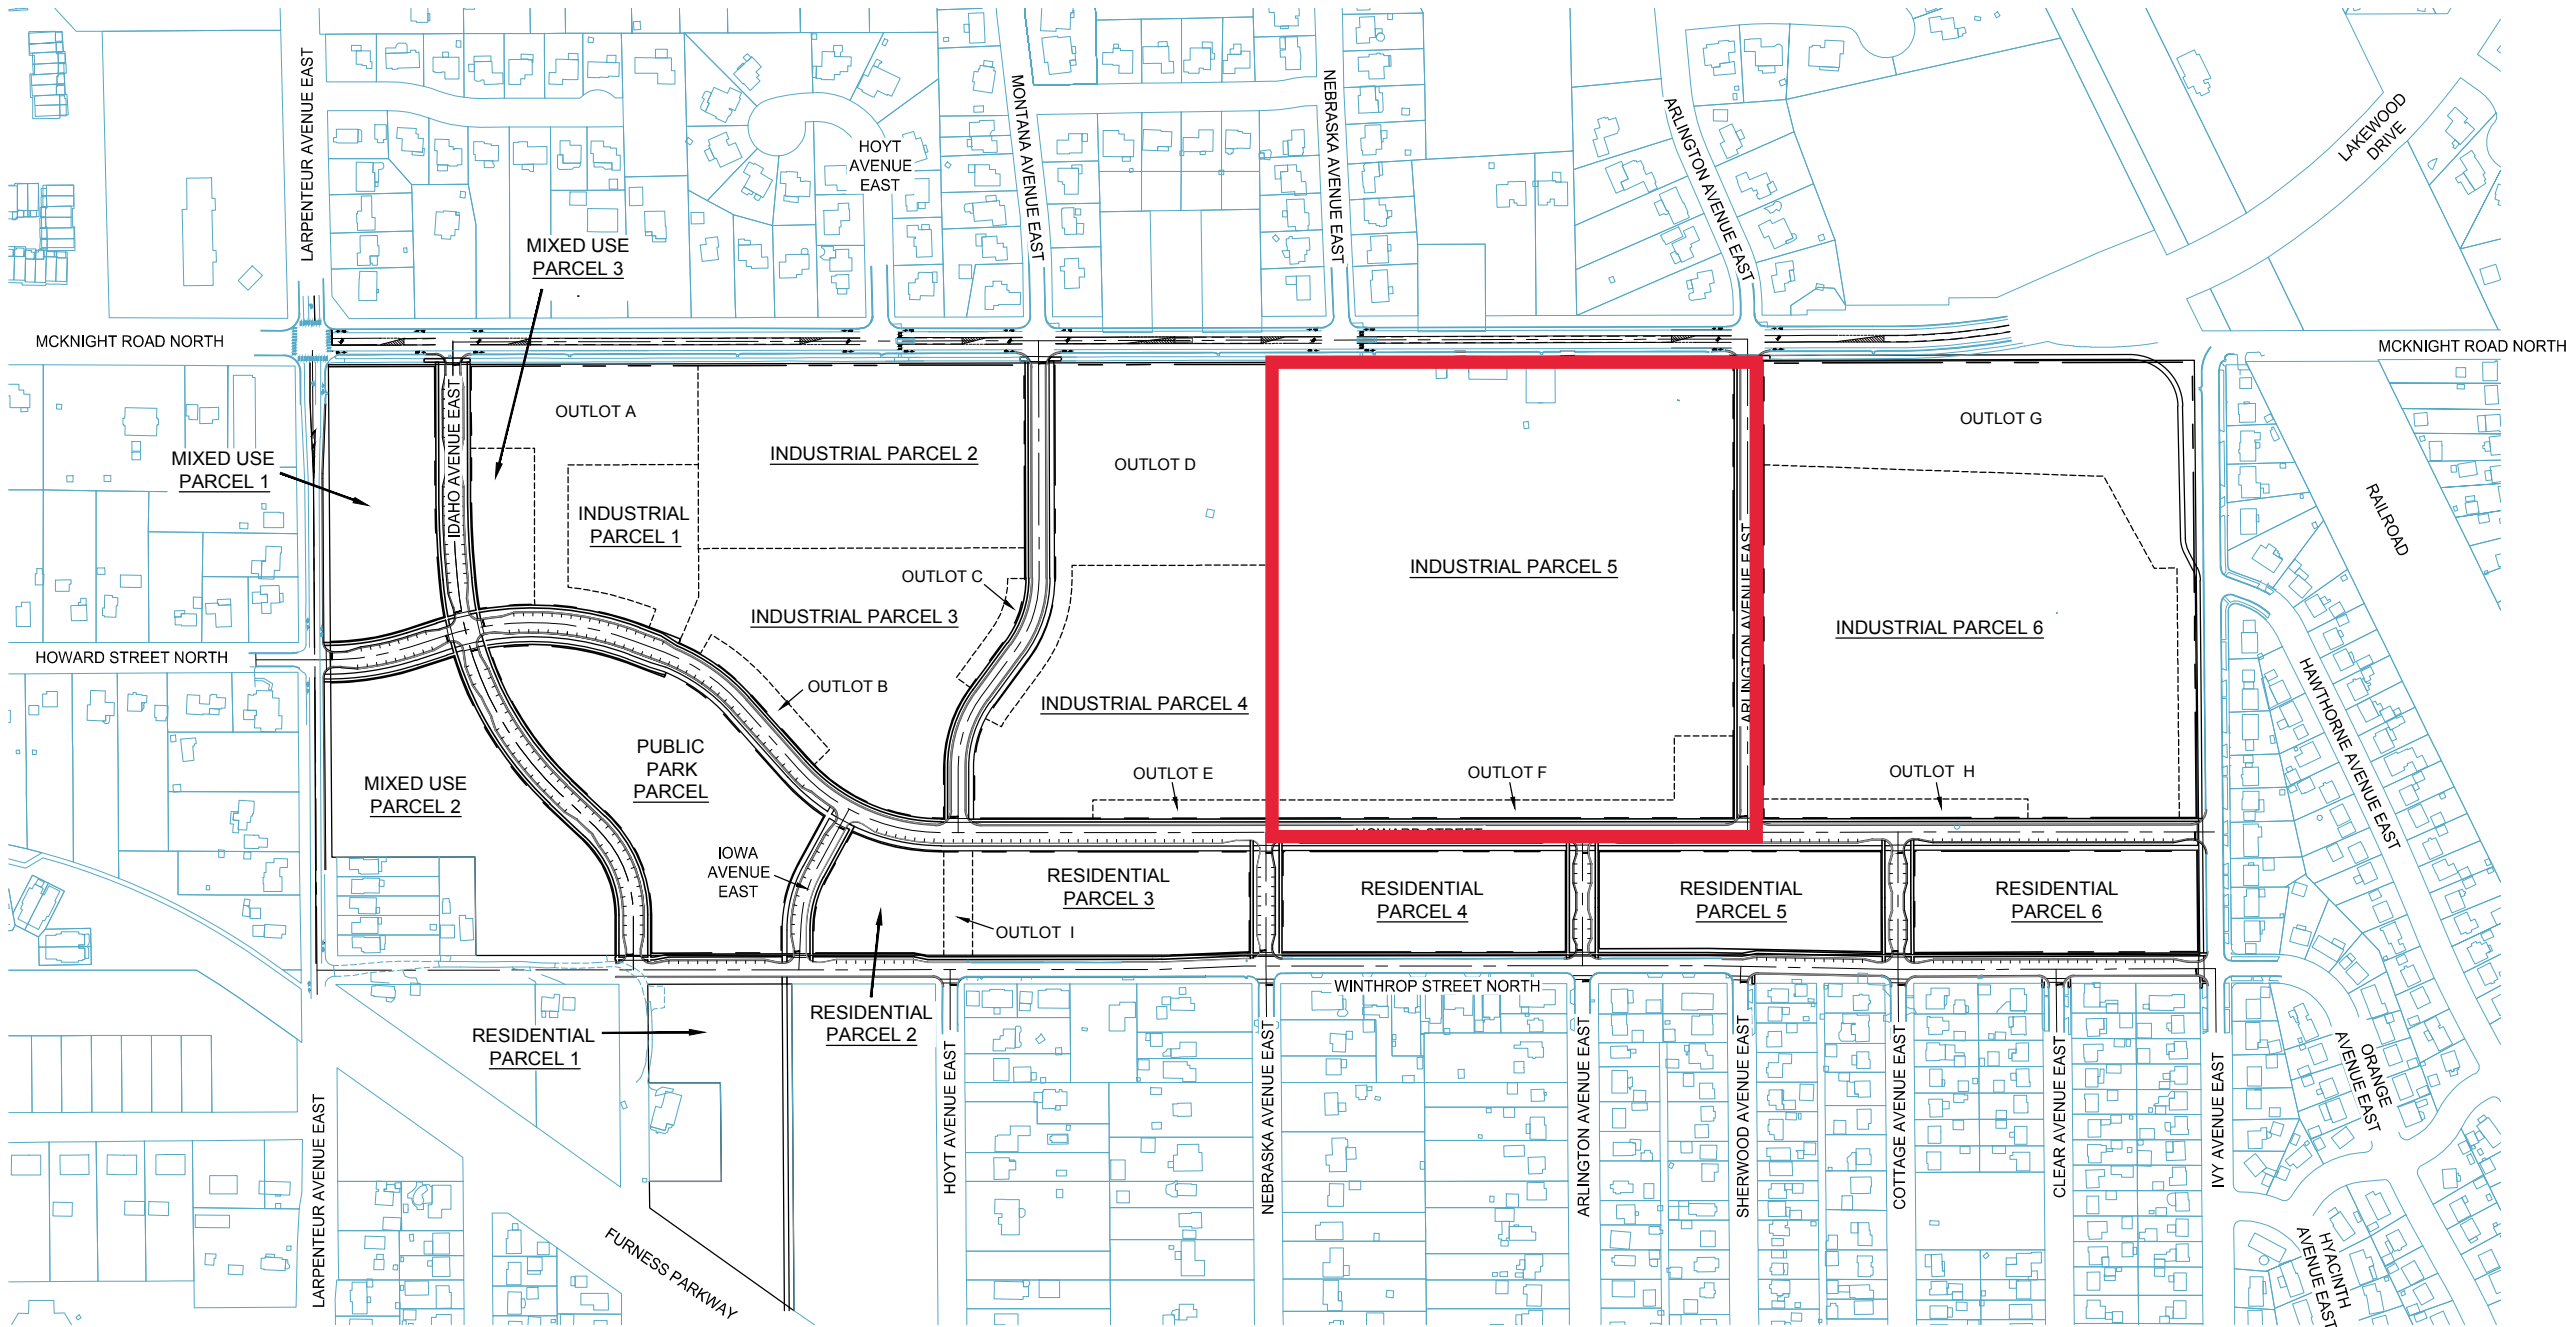 LARPENTEUR AVENUE EAST
HOYT
AVENUE
EAST
MONTANA AVENUE EAST
NEBRASKA AVENUE EAST
ARLINGTON AVENUE EAST
LAKEWOOD
DRIVE
MIXED USE
PARCEL 3
MCKNIGHT ROAD NORTH
MCKNIGHT ROAD NORTH
IDAHO AVENUE EAST
OUTLOT A
OUTLOT G
MIXED USE
PARCEL 1
INDUSTRIAL PARCEL 2
OUTLOT D
INDUSTRIAL
PARCEL 1
RAILROAD
OUTLOT C
INDUSTRIAL PARCEL 5
ARLINGTON AVENUE EAST
INDUSTRIAL PARCEL 3
INDUSTRIAL PARCEL 6
HOWARD STREET NORTH
OUTLOT B
INDUSTRIAL PARCEL 4
HAWTHORNE AVENUE EAST
PUBLIC
PARK
PARCEL
MIXED USE
PARCEL 2
OUTLOT E
OUTLOT F
OUTLOT H
HOWARD STREET
IOWA
AVENUE
EAST
RESIDENTIAL
PARCEL 3
RESIDENTIAL
PARCEL 4
RESIDENTIAL
PARCEL 5
RESIDENTIAL
PARCEL 6
OUTLOT I
WINTHROP STREET NORTH
RESIDENTIAL
PARCEL 1
RESIDENTIAL
PARCEL 2
LARPENTEUR AVENUE EAST
FURNESS PARKWAY
HOYT AVENUE EAST
NEBRASKA AVENUE EAST
ARLINGTON AVENUE EAST
SHERWOOD AVENUE EAST
COTTAGE AVENUE EAST
CLEAR AVENUE EAST
IVY AVENUE EAST
ORANGE
AVENUE EAST
HYACINTH
AVENUE EAST